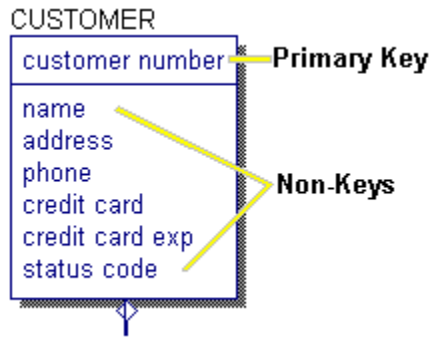 CUSTOMER
customer number
Primary Key
name
address
phone
Non-Keys
credit card
credit card exp
status code